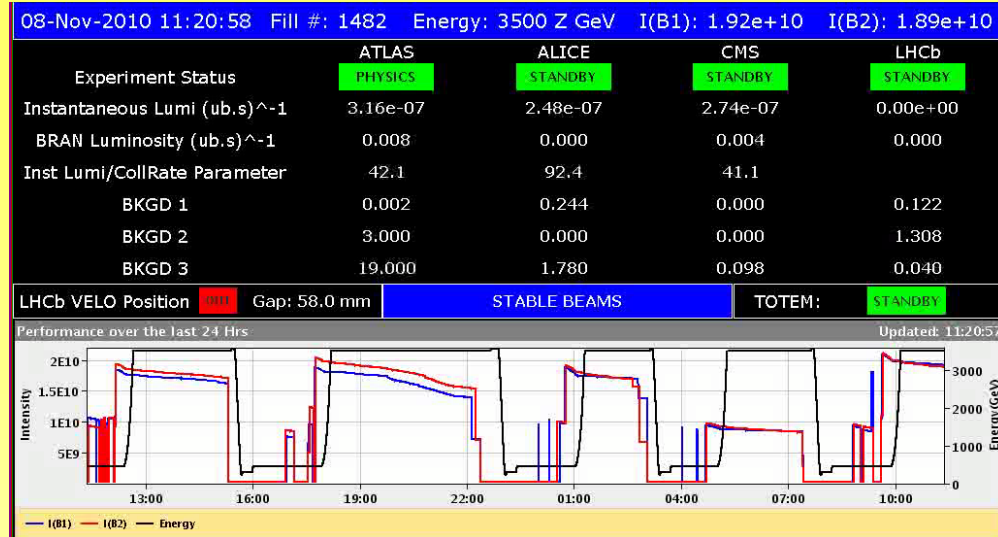 08-Nov-2010 11:20:58 Fill #: 1482 Energy: 3500 Z GeV I(B1): 1.92e+10 I(B2): 1.89e+10
ATLAS ALICE CMS LHCb
Experiment Status PHYSICS STANDBY STANDBY STANDBY
Instantaneous Lumi (ub.s)^-1 3.16e-07 2.48e-07 2.74e-07 0.00e+00
BRAN Luminosity (ub.s)^-1 0.008 0.000 0.004 0.000
Inst Lumi/CollRate Parameter 42.1 92.4 41.1
BKGD 1 0.002 0.244 0.000 0.122
BKGD 2 3.000 0.000 0.000 1.308
BKGD 3 19.000 1.780 0.098 0.040
LHCb VELO Position OUT Gap: 58.0 mm STABLE BEAMS TOTEM: STANDBY
Performance over the last 24 Hrs Updated: 11:20:57
Intensity
2E10
1.5E10
1E10
5E9
3000
2000
1000
0
Energy(GeV)
13:00 16:00 19:00 22:00 01:00 04:00 07:00 10:00
I(B1) I(B2) Energy